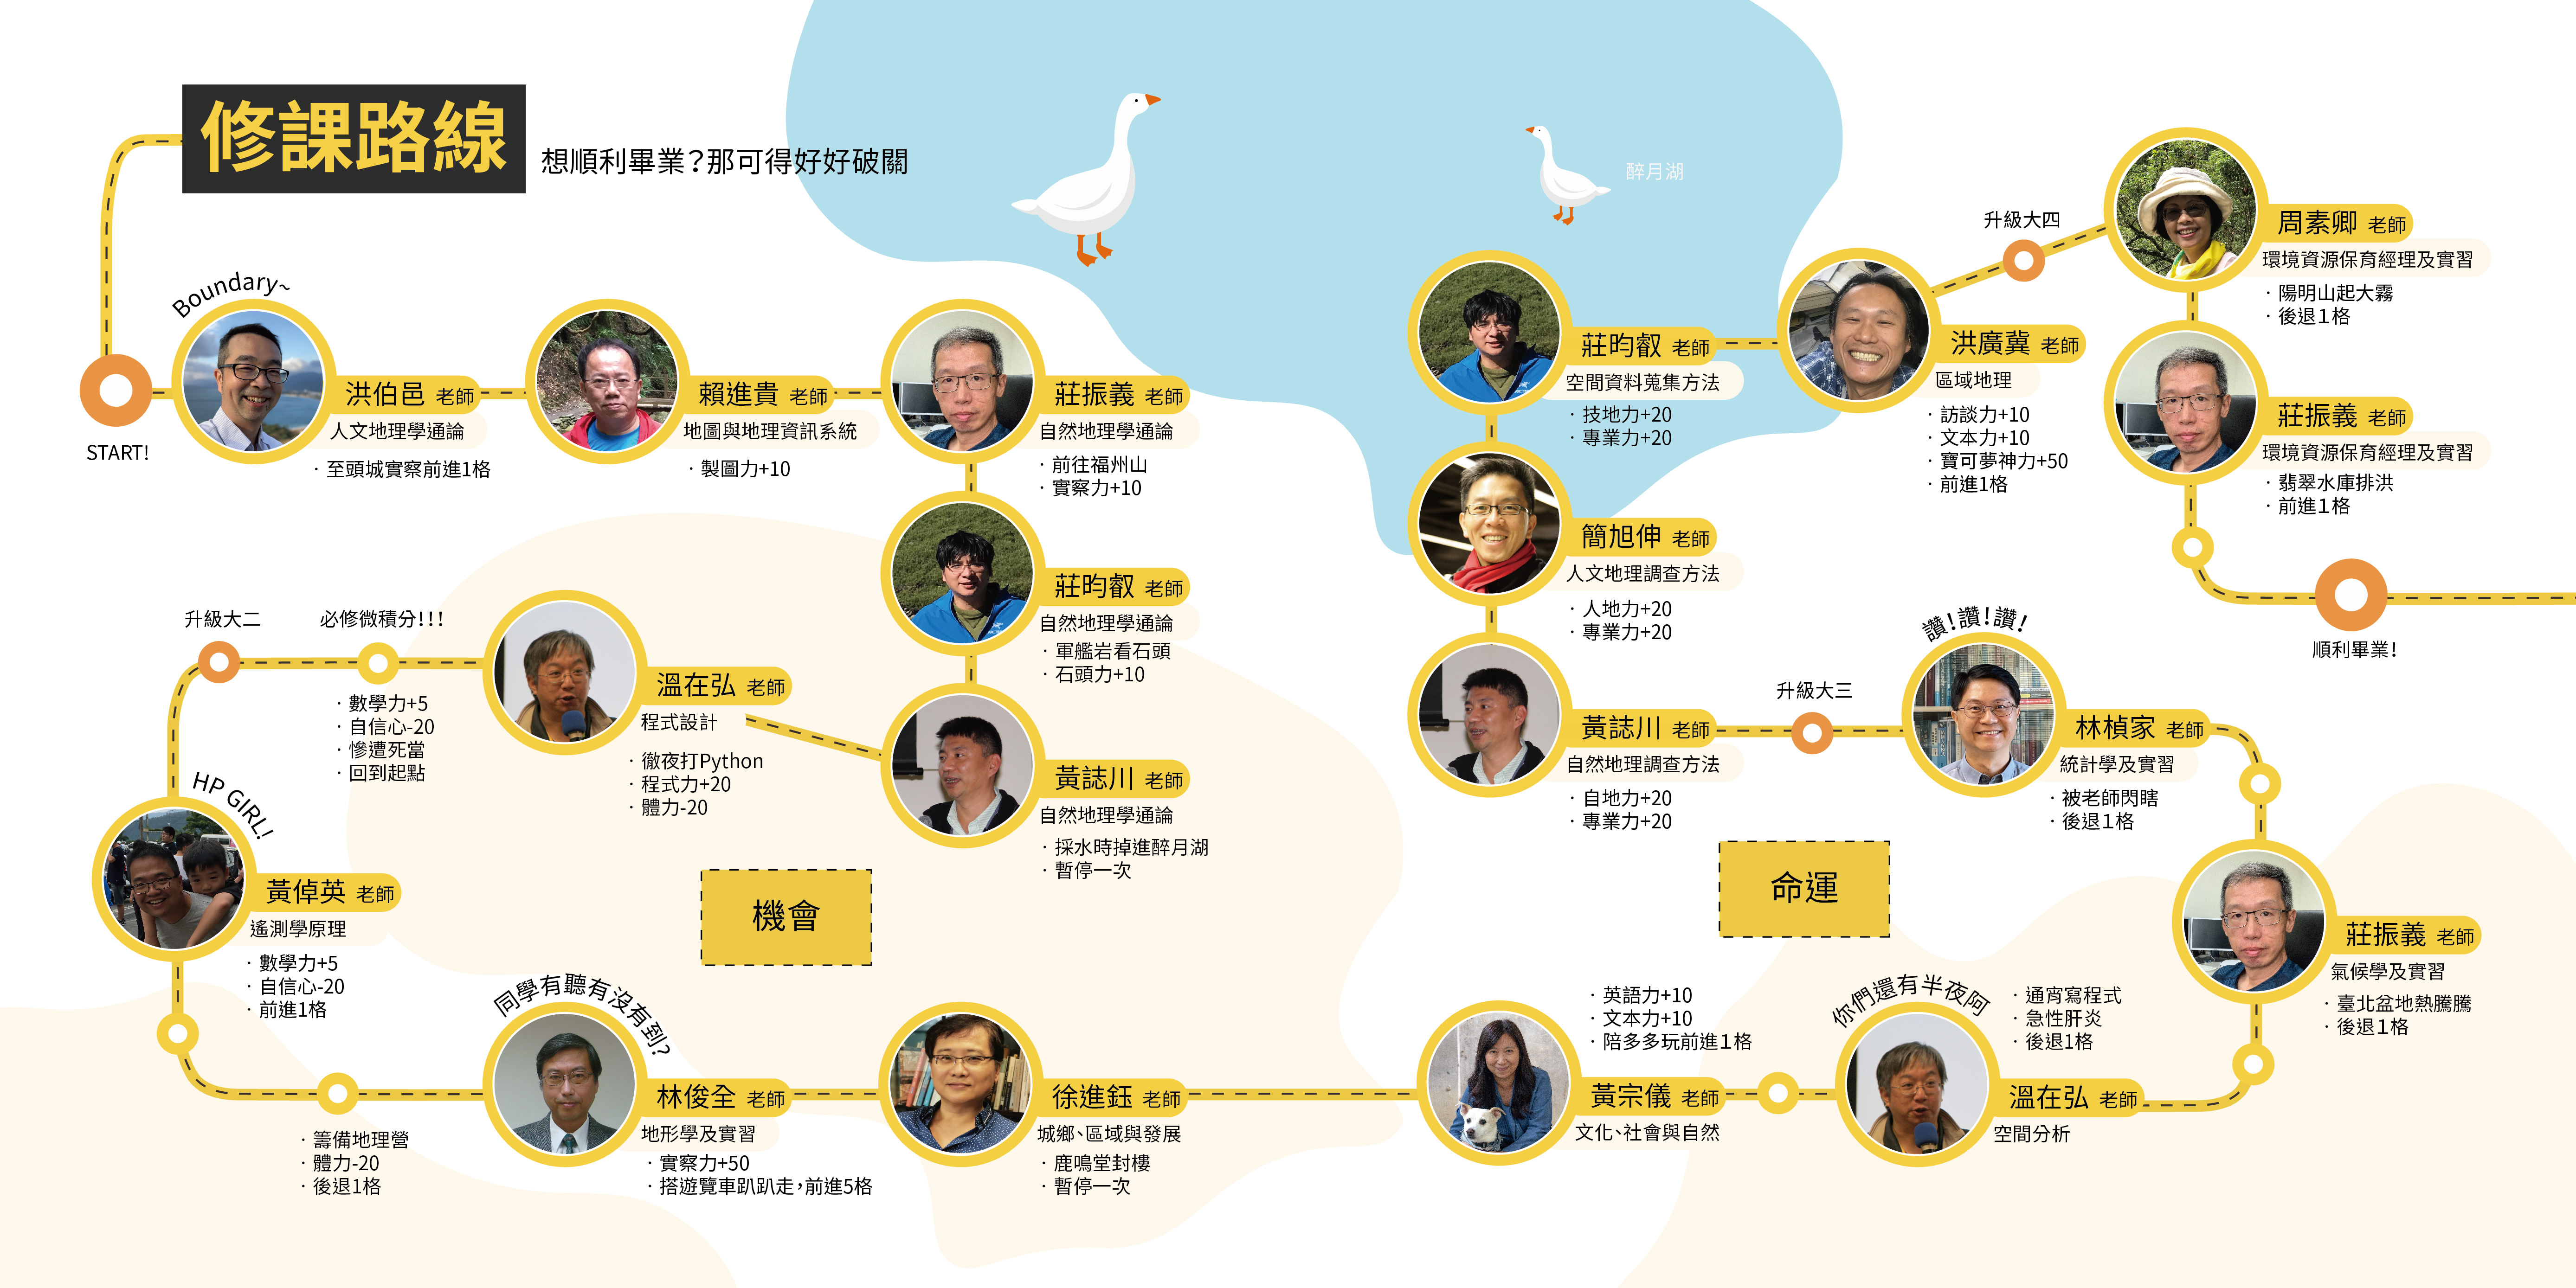 修課路線
想順利畢業?那可得好好破關
START!
Boundary~
洪伯邑 老師
人文地理學通論
· 至頭城實察前進1格
賴進貴 老師
地圖與地理資訊系統
· 製圖力+10
莊振義 老師
自然地理學通論
· 前往福州山
· 實察力+10
莊昀叡 老師
自然地理學通論
· 軍艦岩看石頭
· 石頭力+10
黃誌川 老師
自然地理學通論
· 採水時掉進醉月湖
· 暫停一次
溫在弘 老師
程式設計
· 徹夜打Python
· 程式力+20
· 體力-20
必修微積分!!!
· 數學力+5
· 自信心-20
· 慘遭死當
· 回到起點
升級大二
HP GIRL!
黃倬英 老師
遙測學原理
· 數學力+5
· 自信心-20
· 前進1格
· 籌備地理營
· 體力-20
· 後退1格
同學有聽有沒有到?
林俊全 老師
地形學及實習
· 實察力+50
· 搭遊覽車趴趴走,前進5格
徐進鈺 老師
城鄉、區域與發展
· 鹿鳴堂封樓
· 暫停一次
機會
黃宗儀 老師
文化、社會與自然
· 英語力+10
· 文本力+10
· 陪多多玩前進1格
你們還有半夜阿
溫在弘 老師
空間分析
· 通宵寫程式
· 急性肝炎
· 後退1格
莊振義 老師
氣候學及實習
· 臺北盆地熱騰騰
· 後退1格
讚!讚!讚!
林楨家 老師
統計學及實習
· 被老師閃瞎
· 後退1格
命運
升級大三
黃誌川 老師
自然地理調查方法
· 自地力+20
· 專業力+20
簡旭伸 老師
人文地理調查方法
· 人地力+20
· 專業力+20
莊昀叡 老師
空間資料蒐集方法
· 技地力+20
· 專業力+20
醉月湖
洪廣冀 老師
區域地理
· 訪談力+10
· 文本力+10
· 寶可夢神力+50
· 前進1格
升級大四
周素卿 老師
環境資源保育經理及實習
· 陽明山起大霧
· 後退1格
莊振義 老師
環境資源保育經理及實習
· 翡翠水庫排洪
· 前進1格
順利畢業!